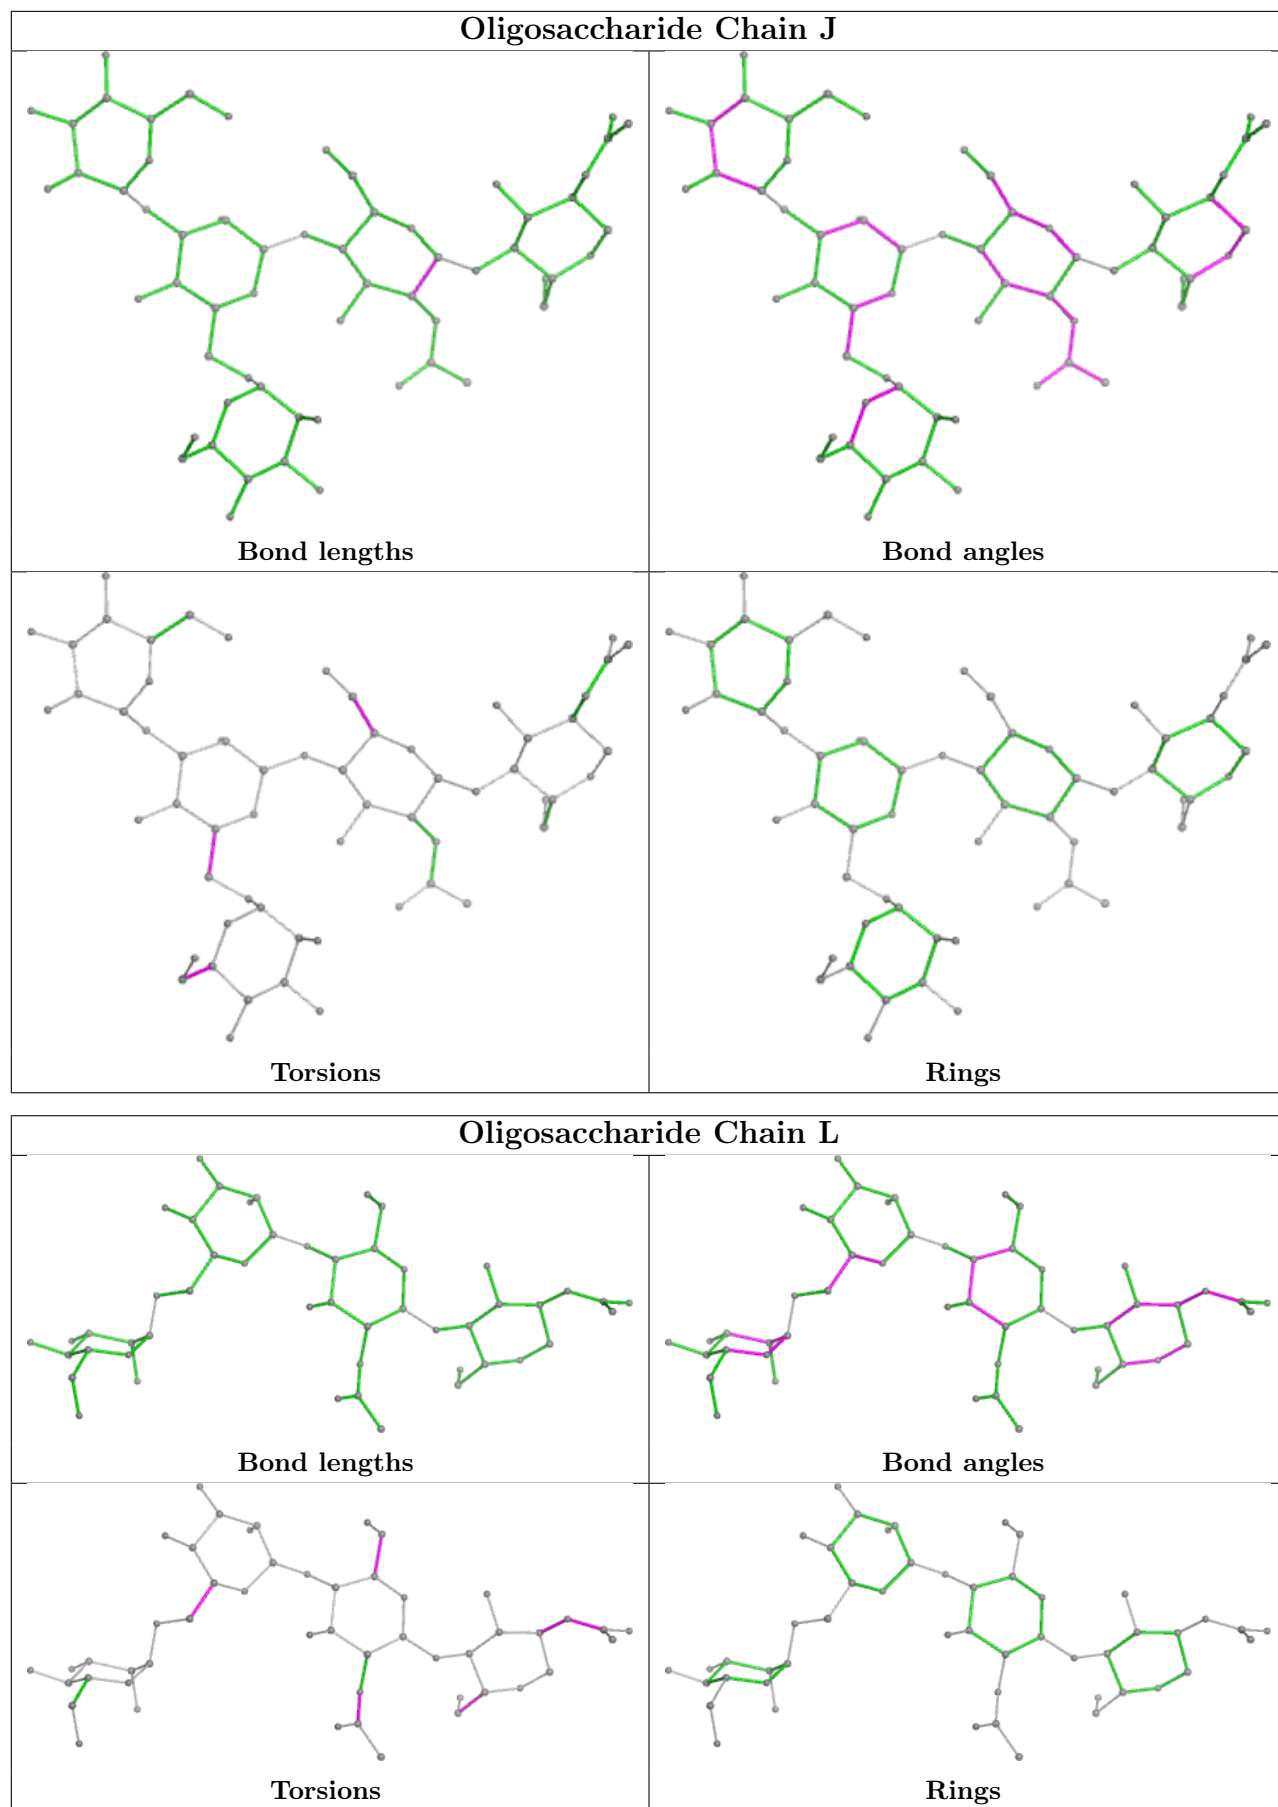 Oligosaccharide Chain J
Bond lengths
Bond angles
Torsions
Rings
Oligosaccharide Chain L
Bond lengths
Bond angles
Torsions
Rings